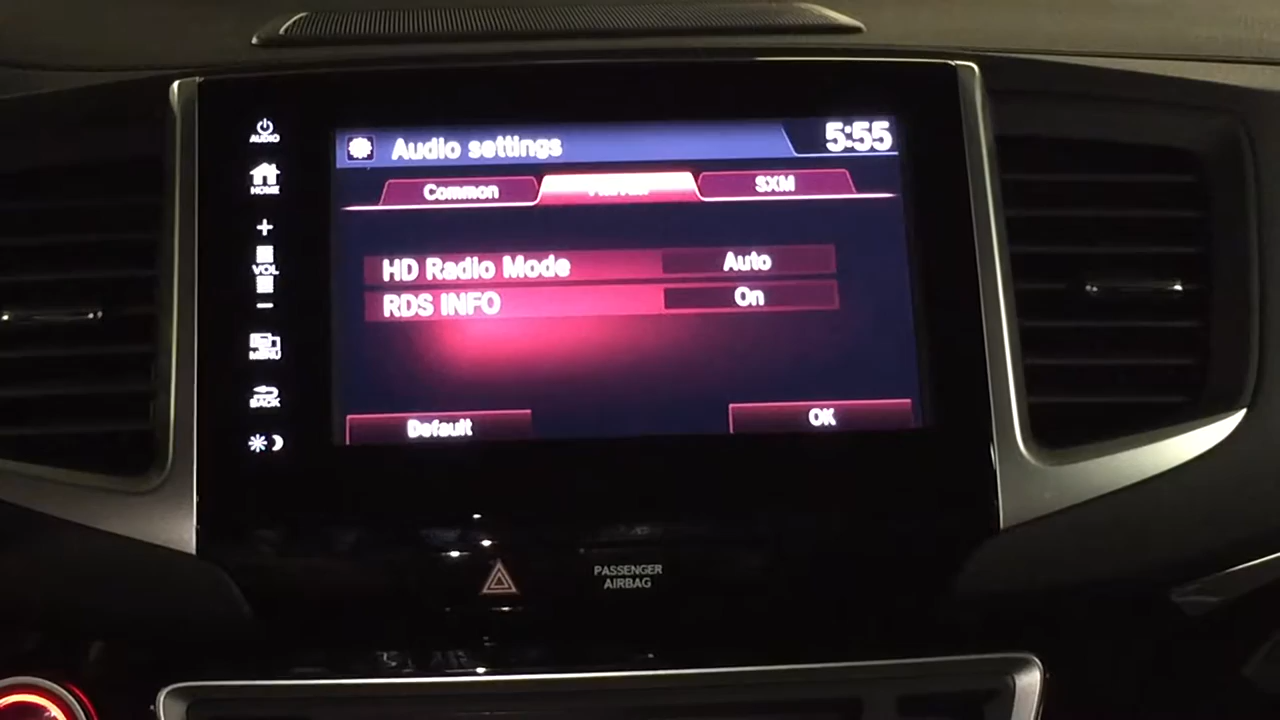 AUDIO
HOME
+
VOL
−
MENU
BACK
Audio settings
5:55
Common
SXM
HD Radio Mode
Auto
RDS INFO
On
Default
OK
PASSENGER
AIRBAG